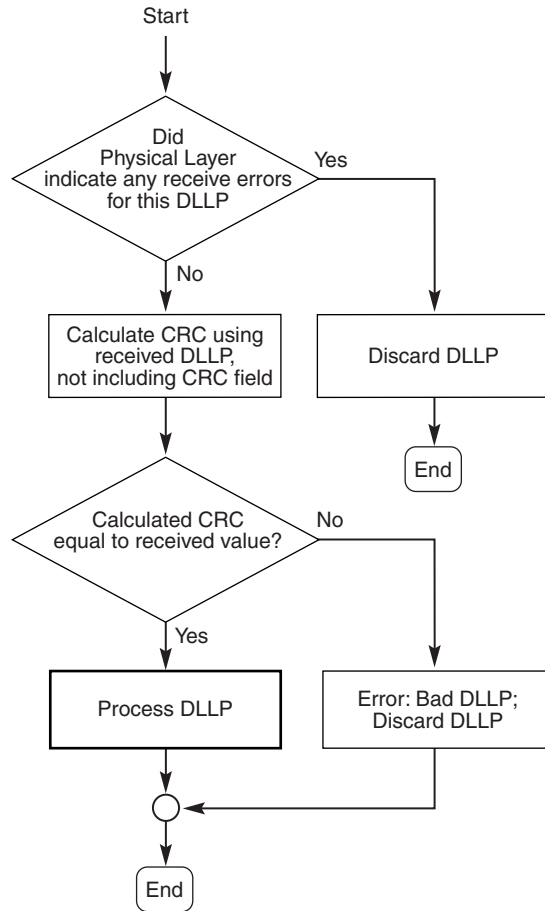 Start
Did
Physical Layer
indicate any receive errors
for this DLLP
Yes
No
Calculate CRC using
received DLLP,
not including CRC field
Discard DLLP
End
Calculated CRC
equal to received value?
No
Yes
Process DLLP
Error: Bad DLLP;
Discard DLLP
End